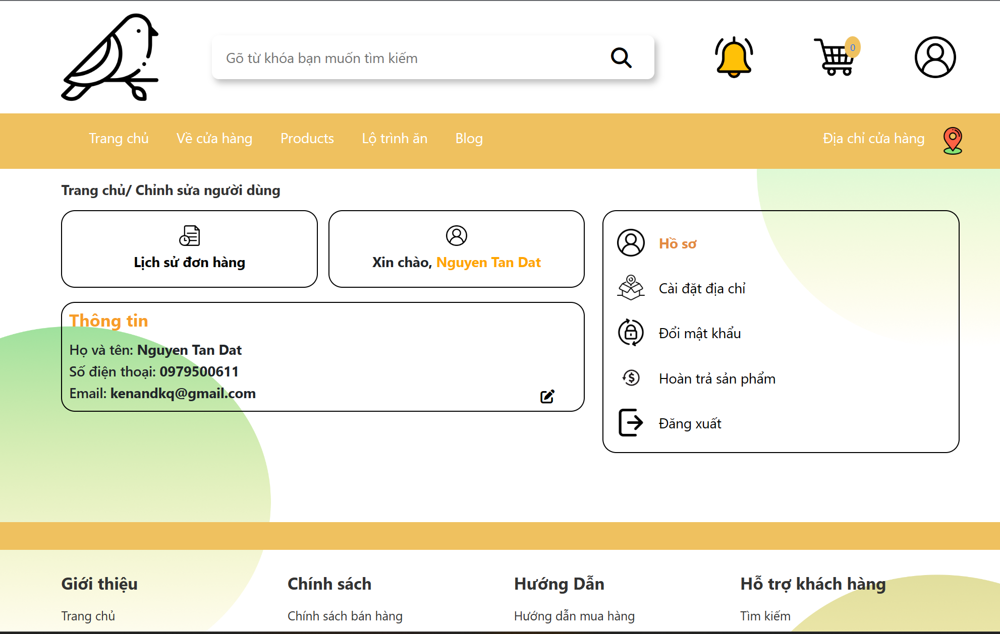 Gõ từ khóa bạn muốn tìm kiếm
0
Trang chủ
Về cửa hàng
Products
Lộ trình ăn
Blog
Địa chỉ cửa hàng
Trang chủ/ Chỉnh sửa người dùng
Lịch sử đơn hàng
Xin chào, Nguyen Tan Dat
Thông tin
Họ và tên: Nguyen Tan Dat
Số điện thoại: 0979500611
Email: kenandkq@gmail.com
Hồ sơ
Cài đặt địa chỉ
Đổi mật khẩu
Hoàn trả sản phẩm
Đăng xuất
Giới thiệu
Trang chủ
Chính sách
Chính sách bán hàng
Hướng Dẫn
Hướng dẫn mua hàng
Hỗ trợ khách hàng
Tìm kiếm